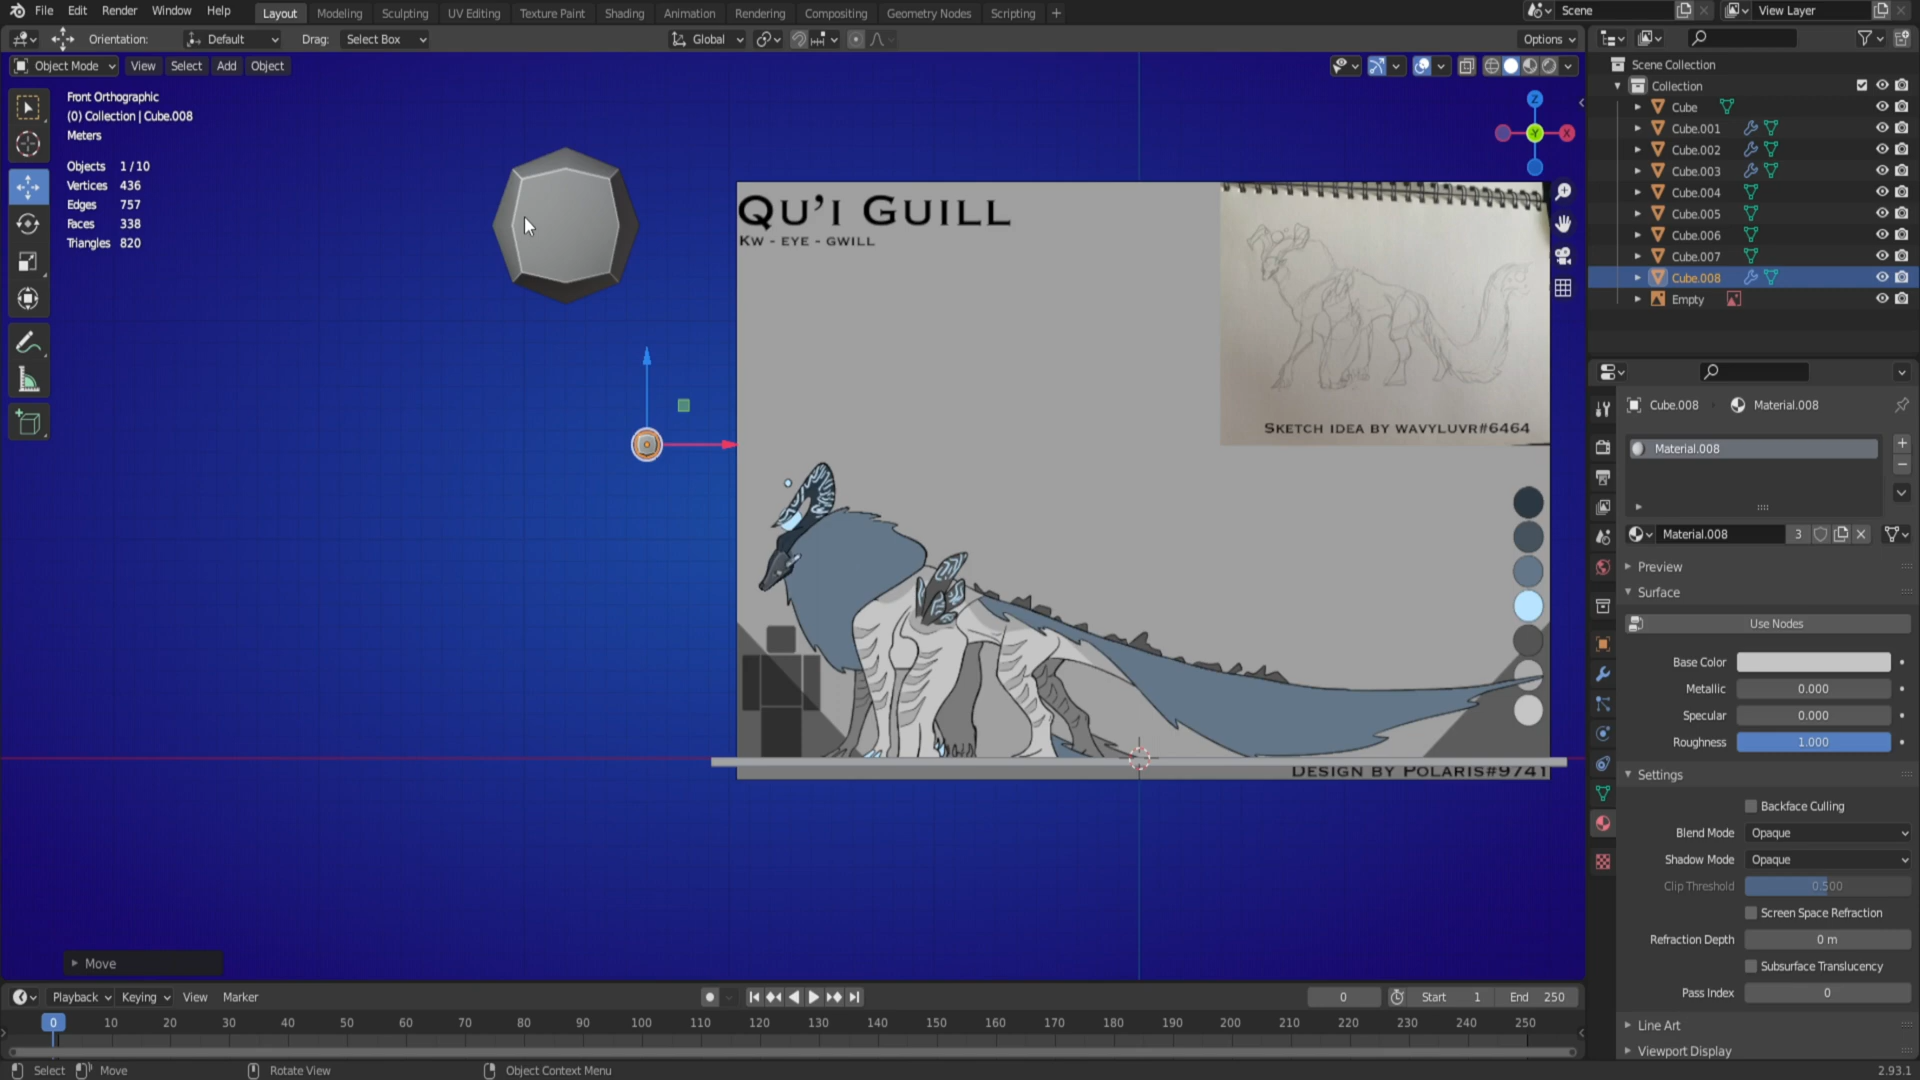 File Edit Render Window Help
Layout Modeling Sculpting UV Editing Texture Paint Shading Animation Rendering Compositing Geometry Nodes Scripting +
Scene
View Layer
Orientation: Default Drag: Select Box
Global
Options
Object Mode View Select Add Object
Front Orthographic
(0) Collection | Cube.008
Meters
Objects 1/10
Vertices 436
Edges 757
Faces 338
Triangles 820
Z
Y
X
Qu'i Guill
Kw - eye - gwill
Sketch idea by wavyluvr#6464
Design by Polaris#9741
Move
Scene Collection
Collection
Cube
Cube.001
Cube.002
Cube.003
Cube.004
Cube.005
Cube.006
Cube.007
Cube.008
Empty
Cube.008 Material.008
Material.008
Material.008 3
Preview
Surface
Use Nodes
Base Color
Metallic 0.000
Specular 0.000
Roughness 1.000
Settings
Backface Culling
Blend Mode Opaque
Shadow Mode Opaque
Clip Threshold 0.500
Screen Space Refraction
Refraction Depth 0 m
Subsurface Translucency
Pass Index 0
Line Art
Viewport Display
Playback Keying View Marker
0 Start 1 End 250
0 10 20 30 40 50 60 70 80 90 100 110 120 130 140 150 160 170 180 190 200 210 220 230 240 250
Select Move Rotate View Object Context Menu
2.93.1